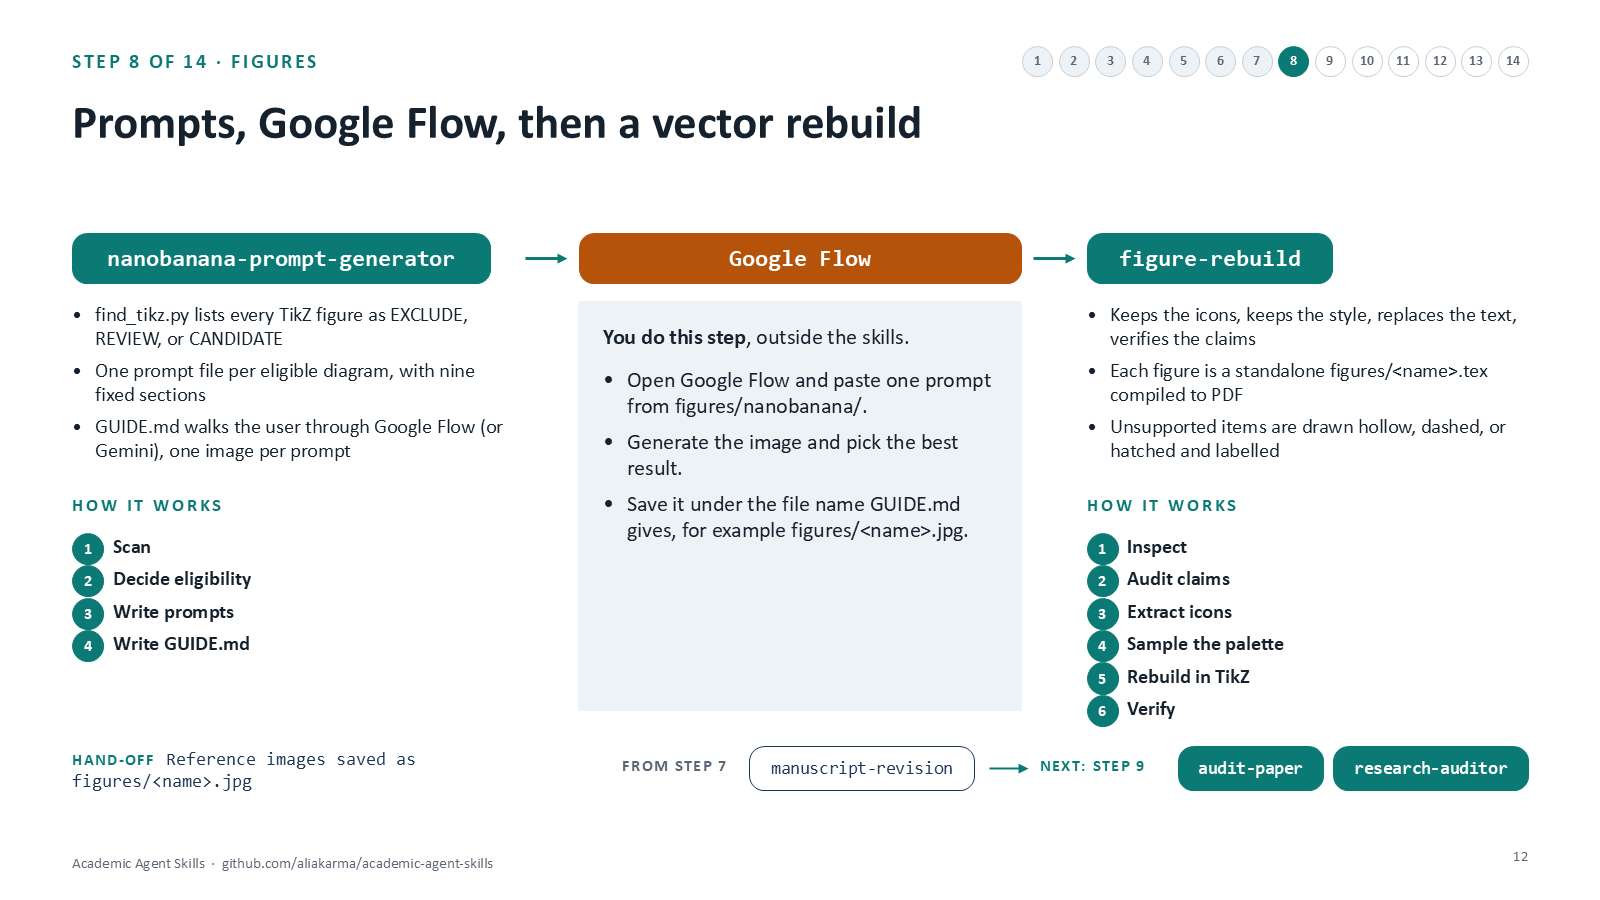 STEP 8 OF 14 · FIGURES
1 2 3 4 5 6 7 8 9 10 11 12 13 14
Prompts, Google Flow, then a vector rebuild
nanobanana-prompt-generator
• find_tikz.py lists every TikZ figure as EXCLUDE,
REVIEW, or CANDIDATE
• One prompt file per eligible diagram, with nine
fixed sections
• GUIDE.md walks the user through Google Flow (or
Gemini), one image per prompt
HOW IT WORKS
1 Scan
2 Decide eligibility
3 Write prompts
4 Write GUIDE.md
Google Flow
You do this step, outside the skills.
• Open Google Flow and paste one prompt
from figures/nanobanana/.
• Generate the image and pick the best
result.
• Save it under the file name GUIDE.md
gives, for example figures/<name>.jpg.
figure-rebuild
• Keeps the icons, keeps the style, replaces the text,
verifies the claims
• Each figure is a standalone figures/<name>.tex
compiled to PDF
• Unsupported items are drawn hollow, dashed, or
hatched and labelled
HOW IT WORKS
1 Inspect
2 Audit claims
3 Extract icons
4 Sample the palette
5 Rebuild in TikZ
6 Verify
HAND-OFF Reference images saved as
figures/<name>.jpg
FROM STEP 7 manuscript-revision NEXT: STEP 9 audit-paper research-auditor
Academic Agent Skills · github.com/aliakarma/academic-agent-skills
12